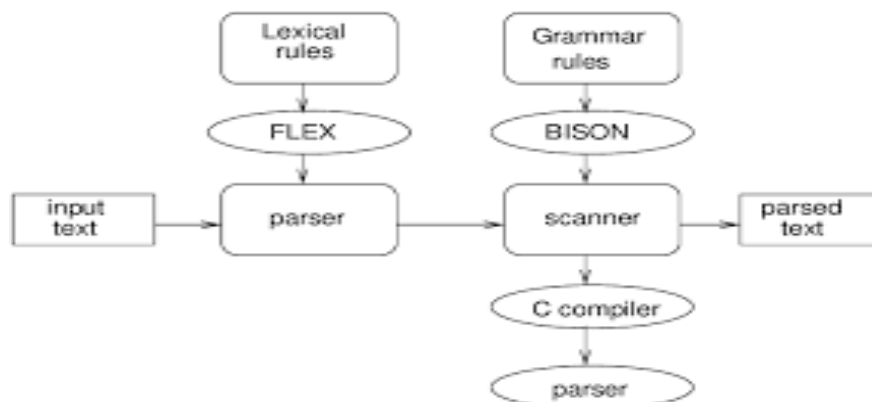 Lexical
rules
Grammar
rules
FLEX
BISON
input
text
parser
scanner
parsed
text
C compiler
parser